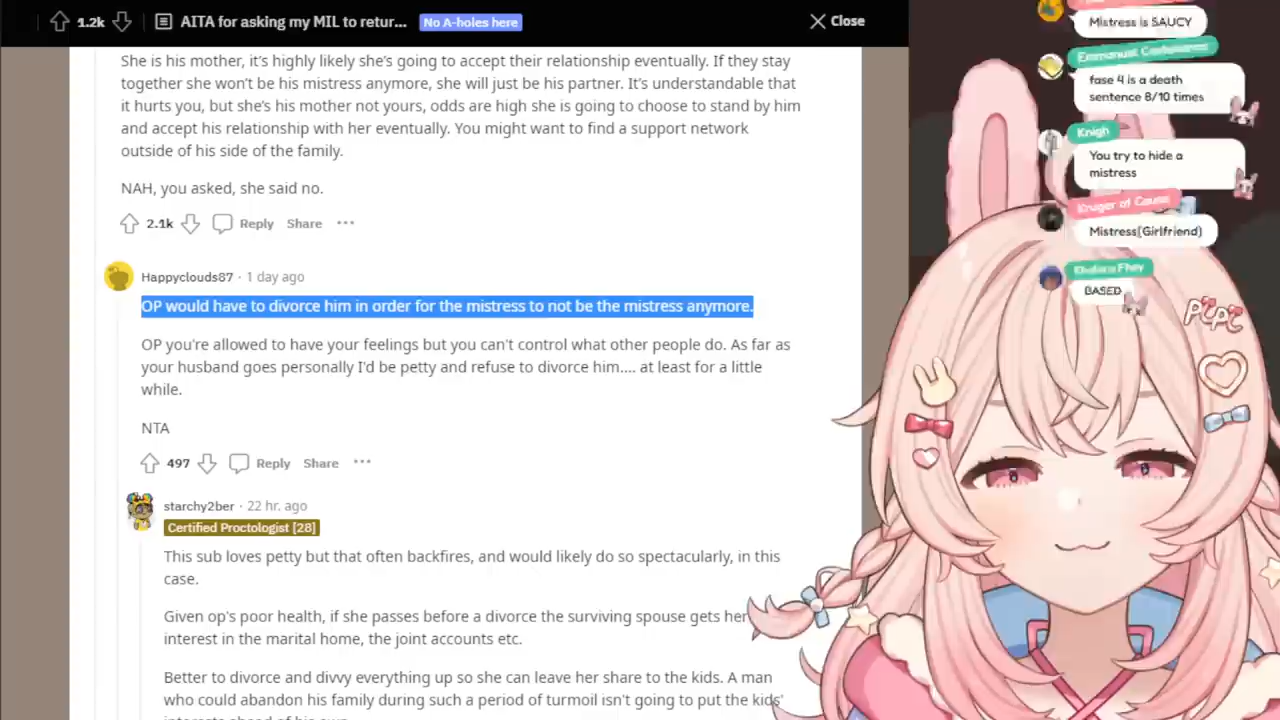 1.2k
AITA for asking my MIL to retur...
No A-holes here
Close
She is his mother, it's highly likely she's going to accept their relationship eventually. If they stay
together she won't be his mistress anymore, she will just be his partner. It's understandable that
it hurts you, but she's his mother not yours, odds are high she is going to choose to stand by him
and accept his relationship with her eventually. You might want to find a support network
outside of his side of the family.
NAH, you asked, she said no.
2.1k Reply Share ···
Happyclouds87 · 1 day ago
OP would have to divorce him in order for the mistress to not be the mistress anymore.
OP you're allowed to have your feelings but you can't control what other people do. As far as
your husband goes personally I'd be petty and refuse to divorce him.... at least for a little
while.
NTA
497 Reply Share ···
starchy2ber · 22 hr. ago
Certified Proctologist [28]
This sub loves petty but that often backfires, and would likely do so spectacularly, in this
case.
Given op's poor health, if she passes before a divorce the surviving spouse gets her
interest in the marital home, the joint accounts etc.
Better to divorce and divvy everything up so she can leave her share to the kids. A man
who could abandon his family during such a period of turmoil isn't going to put the kids'
Mistress is SAUCY
fase 4 is a death
sentence 8/10 times
Knigh
You try to hide a
mistress
Kruger of Cause
Mistress(Girlfriend)
BASED
PiPi